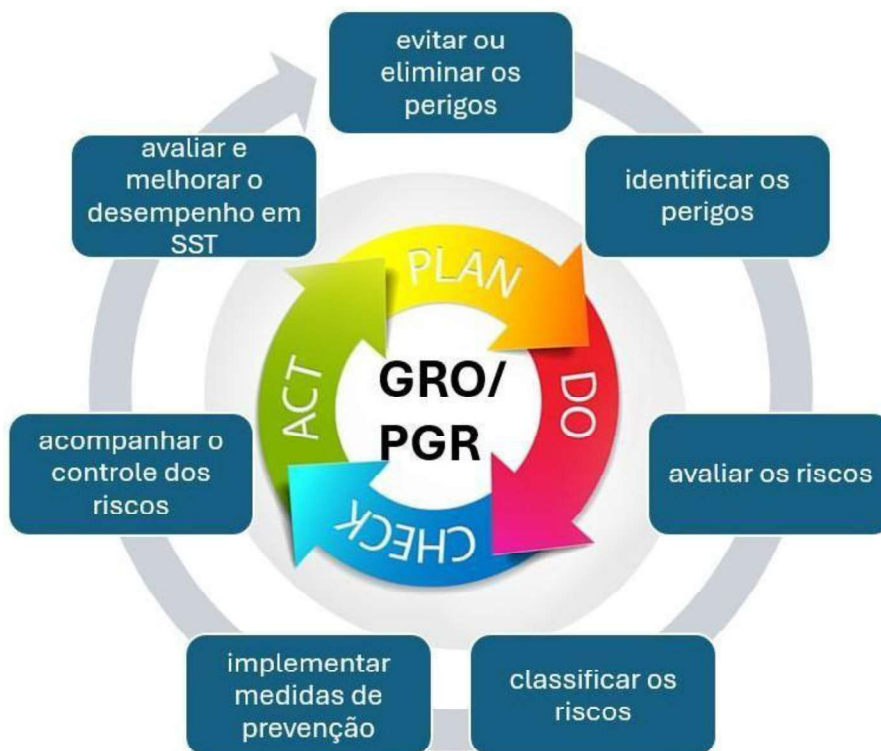 evitar ou
eliminar os
perigos
identificar os
perigos
avaliar os riscos
classificar os
riscos
implementar
medidas de
prevenção
acompanhar o
controle dos
riscos
avaliar e
melhorar o
desempenho em
SST
PLAN
DO
CHECK
ACT
GRO/
PGR